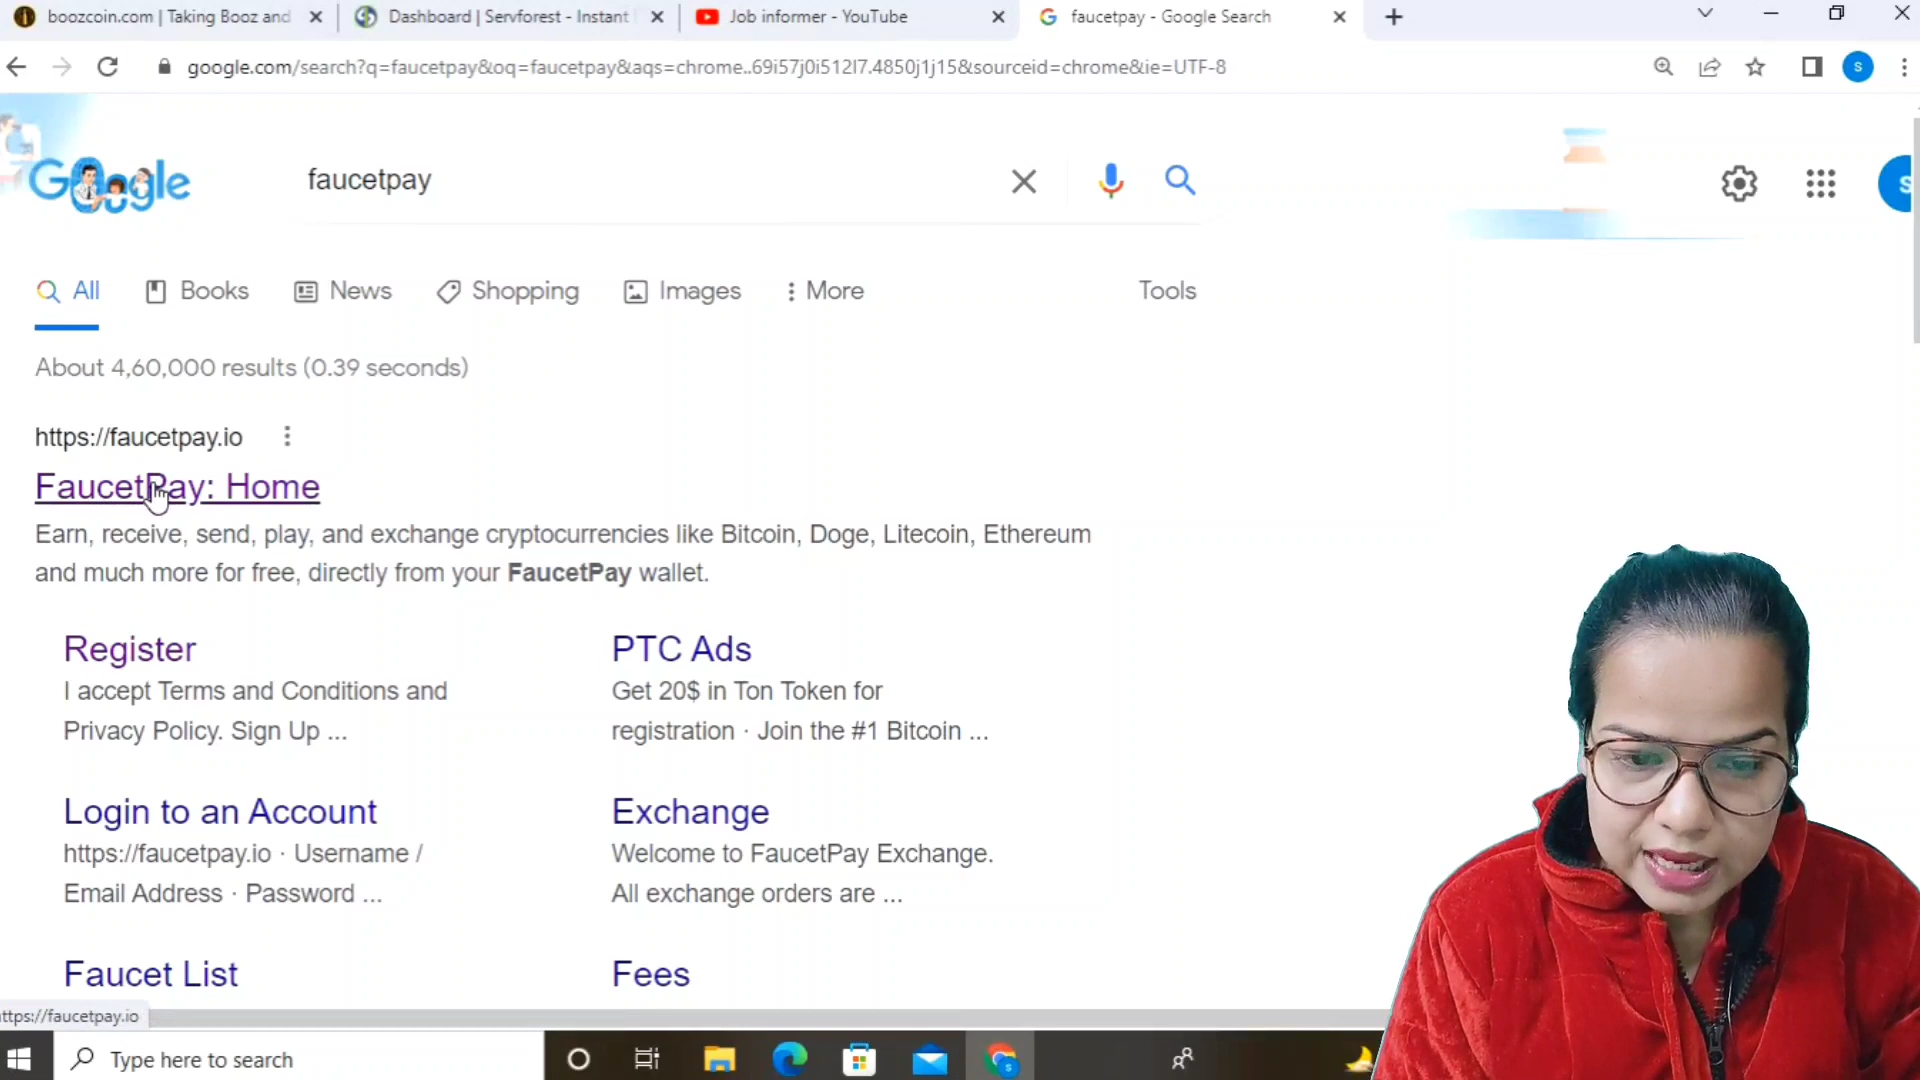 boozcoin.com | Taking Booz and
Dashboard | Servforest - Instant
Job informer - YouTube
faucetpay - Google Search
google.com/search?q=faucetpay&oq=faucetpay&aqs=chrome..69i57j0i512l7.4850j1j15&sourceid=chrome&ie=UTF-8
S
Google
faucetpay
S
All
Books
News
Shopping
Images
More
Tools
About 4,60,000 results (0.39 seconds)
https://faucetpay.io
FaucetPay: Home
Earn, receive, send, play, and exchange cryptocurrencies like Bitcoin, Doge, Litecoin, Ethereum
and much more for free, directly from your FaucetPay wallet.
Register
I accept Terms and Conditions and
Privacy Policy. Sign Up ...
PTC Ads
Get 20$ in Ton Token for
registration · Join the #1 Bitcoin ...
Login to an Account
https://faucetpay.io · Username /
Email Address · Password ...
Exchange
Welcome to FaucetPay Exchange.
All exchange orders are ...
Faucet List
Fees
ttps://faucetpay.io
Type here to search